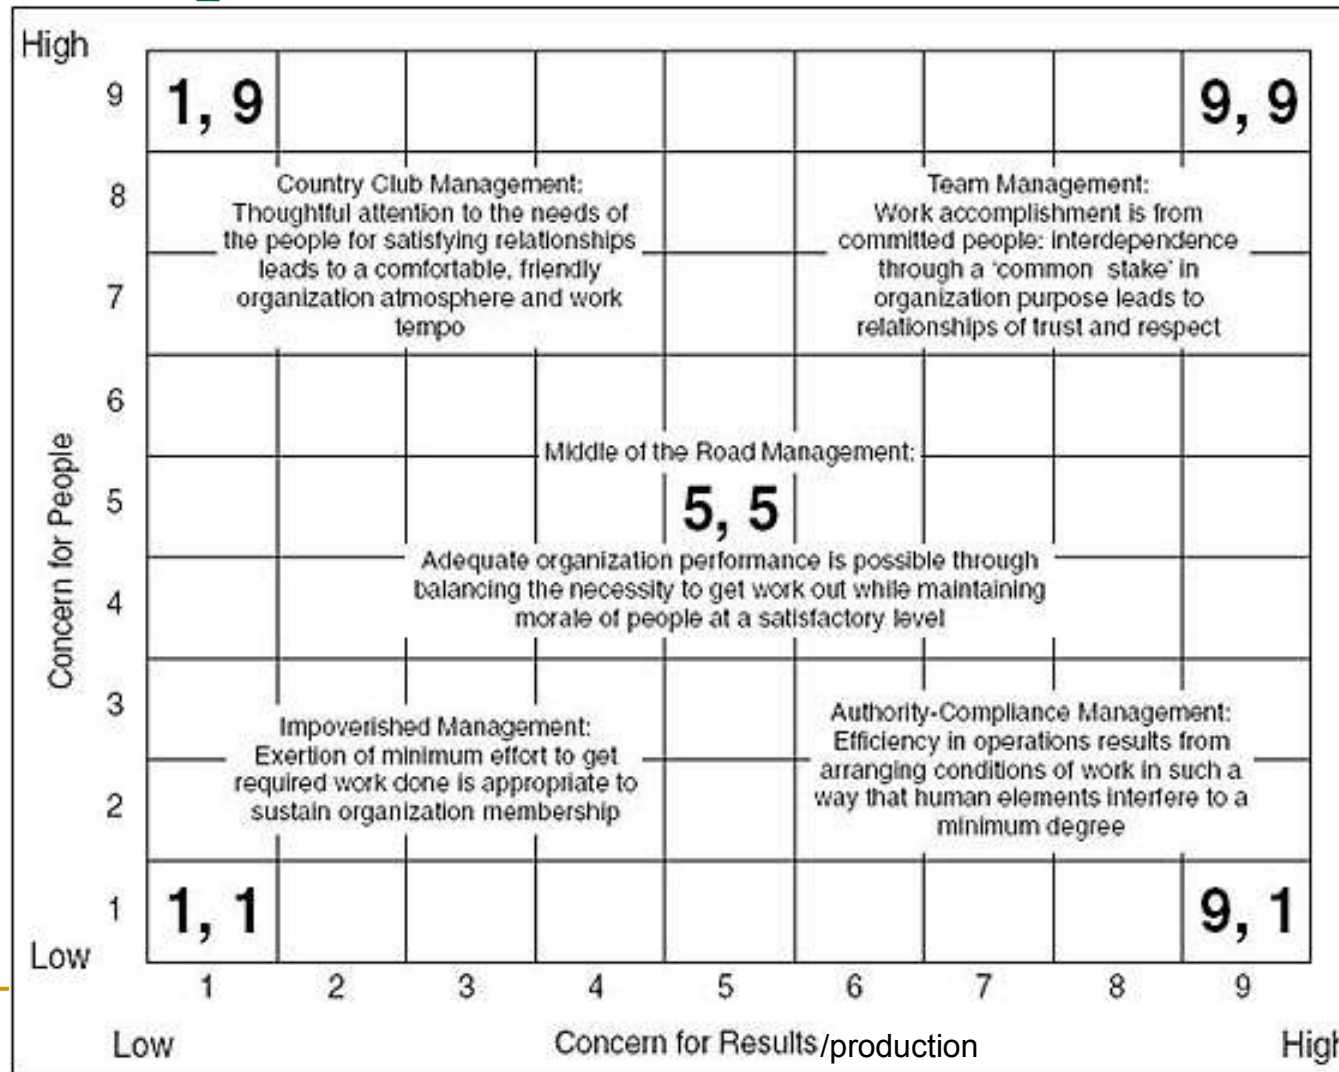 High
9
1, 9
9, 9
8
Country Club Management:
Thoughtful attention to the needs of
the people for satisfying relationships
leads to a comfortable, friendly
organization atmosphere and work
tempo
Team Management:
Work accomplishment is from
committed people: interdependence
through a 'common stake' in
organization purpose leads to
relationships of trust and respect
7
6
Concern for People
Middle of the Road Management:
5
5, 5
Adequate organization performance is possible through
balancing the necessity to get work out while maintaining
morale of people at a satisfactory level
4
3
Impoverished Management:
Exertion of minimum effort to get
required work done is appropriate to
sustain organization membership
Authority-Compliance Management:
Efficiency in operations results from
arranging conditions of work in such a
way that human elements interfere to a
minimum degree
2
1
1, 1
9, 1
Low
1 2 3 4 5 6 7 8 9
Low Concern for Results/production High